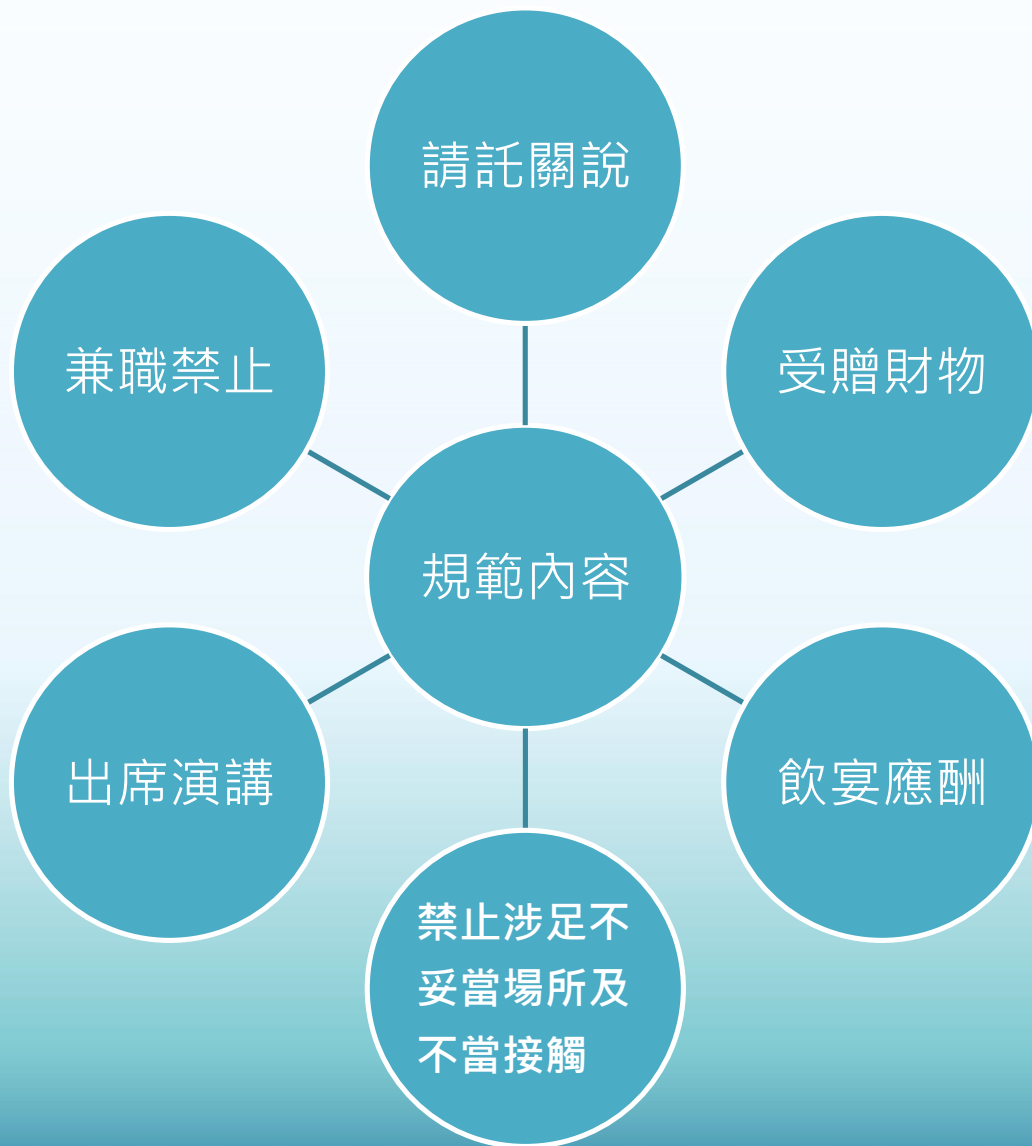 請託關說
兼職禁止
受贈財物
規範內容
出席演講
飲宴應酬
禁止涉足不
妥當場所及
不當接觸